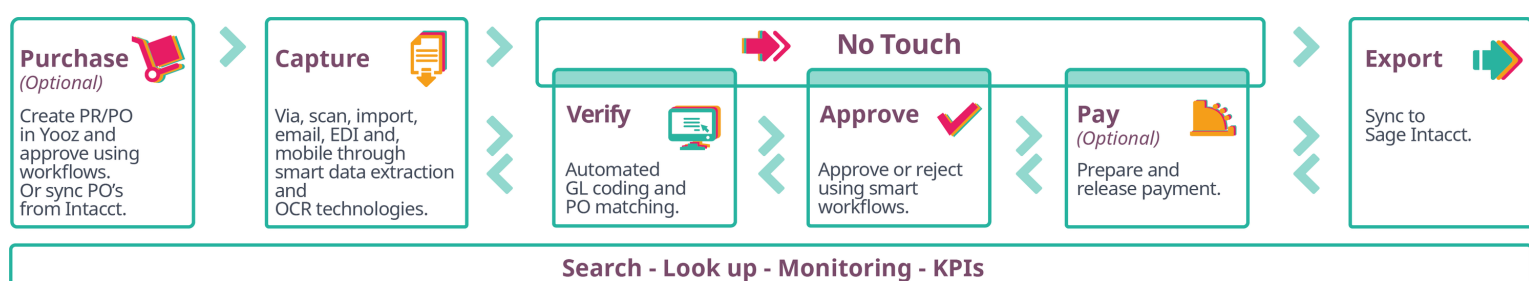 Purchase
(Optional)
Create PR/PO
in Yooz and
approve using
workflows.
Or sync PO's
from Intacct.
Capture
Via, scan, import,
email, EDI and,
mobile through
smart data extraction
and
OCR technologies.
No Touch
Verify
Automated
GL coding and
PO matching.
Approve
Approve or reject
using smart
workflows.
Pay
(Optional)
Prepare and
release payment.
Export
Sync to
Sage Intacct.
Search - Look up - Monitoring - KPIs